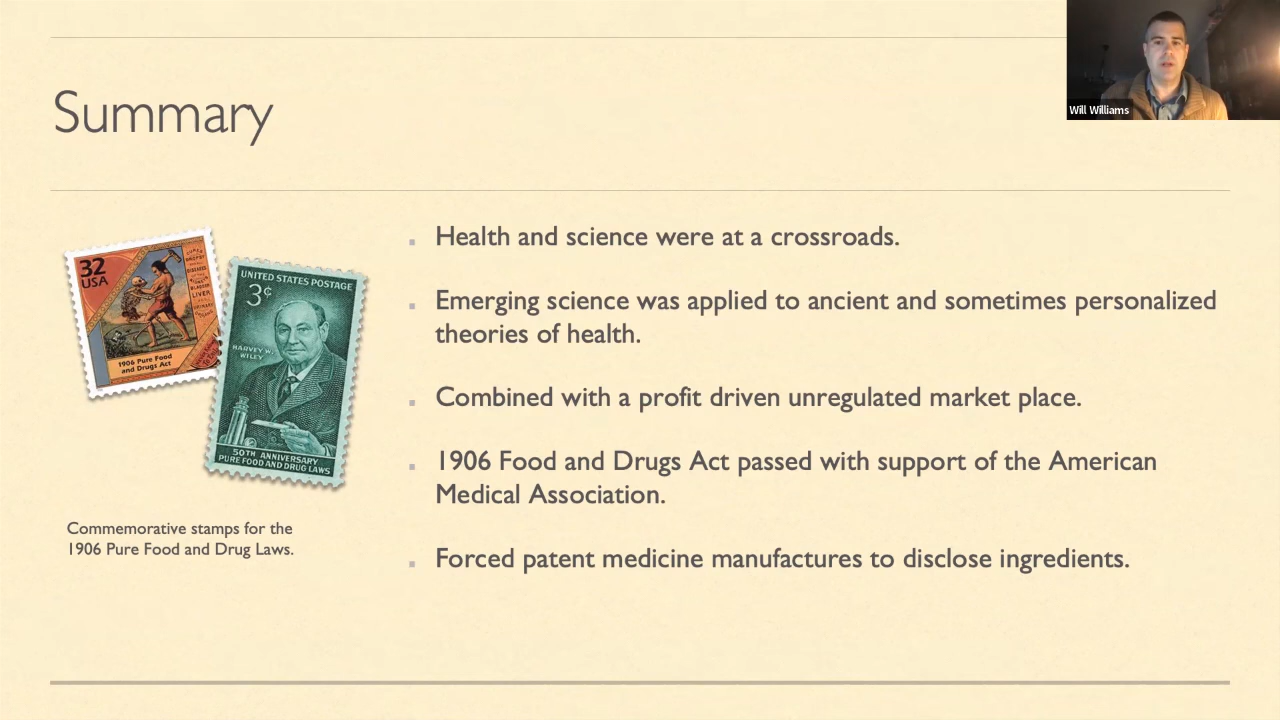 Will Williams
Summary
Health and science were at a crossroads.
Emerging science was applied to ancient and sometimes personalized
theories of health.
Combined with a profit driven unregulated market place.
1906 Food and Drugs Act passed with support of the American
Medical Association.
Forced patent medicine manufactures to disclose ingredients.
32
USA
1906 Pure Food
and Drugs Act
LIVER
UNITED STATES POSTAGE
3¢
HARVEY W.
WILEY
50TH ANNIVERSARY
PURE FOOD AND DRUG LAWS
Commemorative stamps for the
1906 Pure Food and Drug Laws.